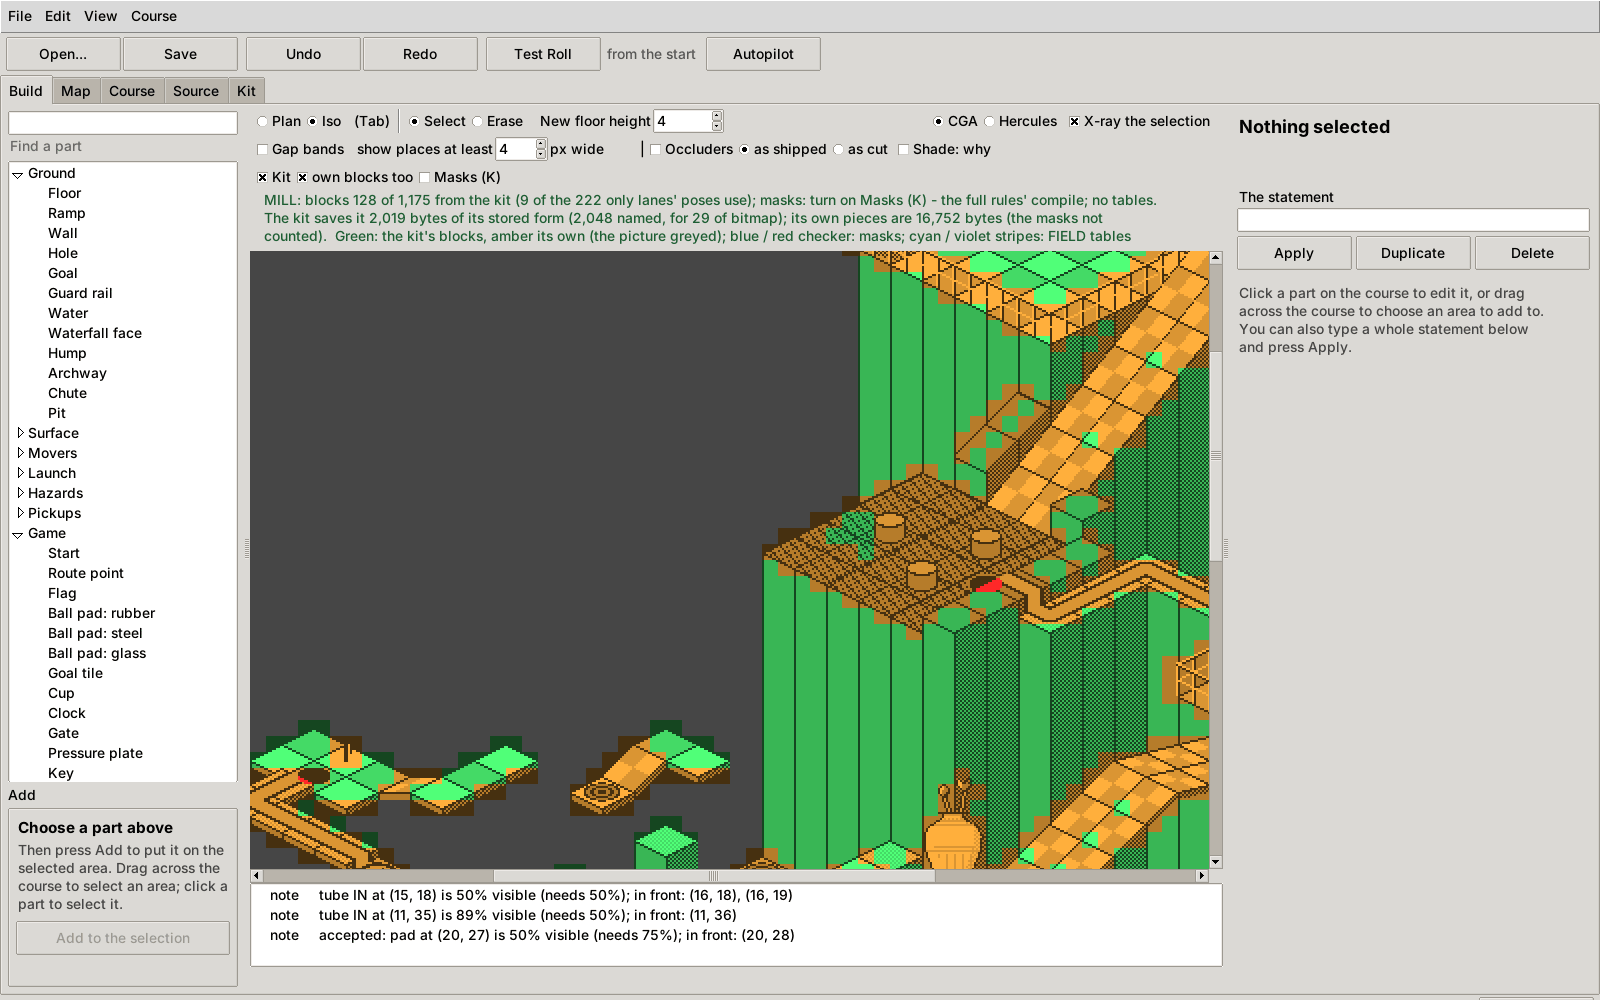 File Edit View Course
Open... Save Undo Redo Test Roll from the start Autopilot
Build Map Course Source Kit
Find a part
Ground
Floor
Ramp
Wall
Hole
Goal
Guard rail
Water
Waterfall face
Hump
Archway
Chute
Pit
Surface
Movers
Launch
Hazards
Pickups
Game
Start
Route point
Flag
Ball pad: rubber
Ball pad: steel
Ball pad: glass
Goal tile
Cup
Clock
Gate
Pressure plate
Key
Add
Choose a part above
Then press Add to put it on the
selected area. Drag across the
course to select an area; click a
part to select it.
Add to the selection
Plan Iso (Tab) Select Erase New floor height 4 CGA Hercules X-ray the selection
Gap bands show places at least 4 px wide | Occluders as shipped as cut Shade: why
Kit own blocks too Masks (K)
MILL: blocks 128 of 1,175 from the kit (9 of the 222 only lanes' poses use); masks: turn on Masks (K) - the full rules' compile; no tables.
The kit saves it 2,019 bytes of its stored form (2,048 named, for 29 of bitmap); its own pieces are 16,752 bytes (the masks not
counted). Green: the kit's blocks, amber its own (the picture greyed); blue / red checker: masks; cyan / violet stripes: FIELD tables
note tube IN at (15, 18) is 50% visible (needs 50%); in front: (16, 18), (16, 19)
note tube IN at (11, 35) is 89% visible (needs 50%); in front: (11, 36)
note accepted: pad at (20, 27) is 50% visible (needs 75%); in front: (20, 28)
Nothing selected
The statement
Apply Duplicate Delete
Click a part on the course to edit it, or drag
across the course to choose an area to add to.
You can also type a whole statement below
and press Apply.